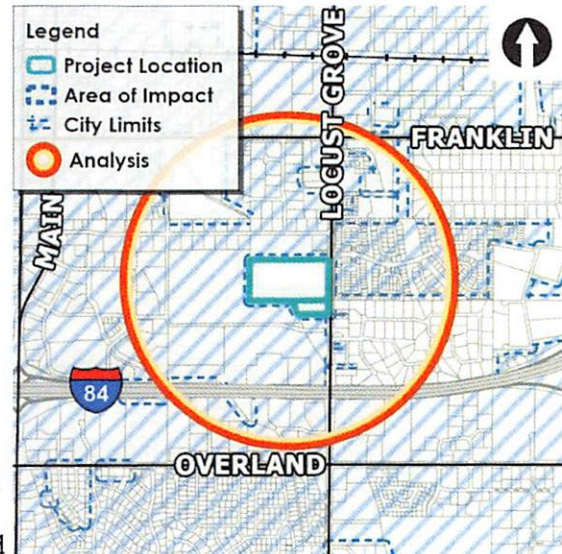 Legend
Project Location
Area of Impact
City Limits
Analysis
LOCUST GROVE
FRANKLIN
MAIN
84
OVERLAND